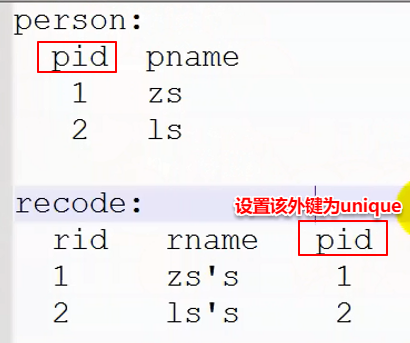 person:
pid pname
1 zs
2 ls
recode:
设置该外键为unique
rid rname pid
1 zs's 1
2 ls's 2